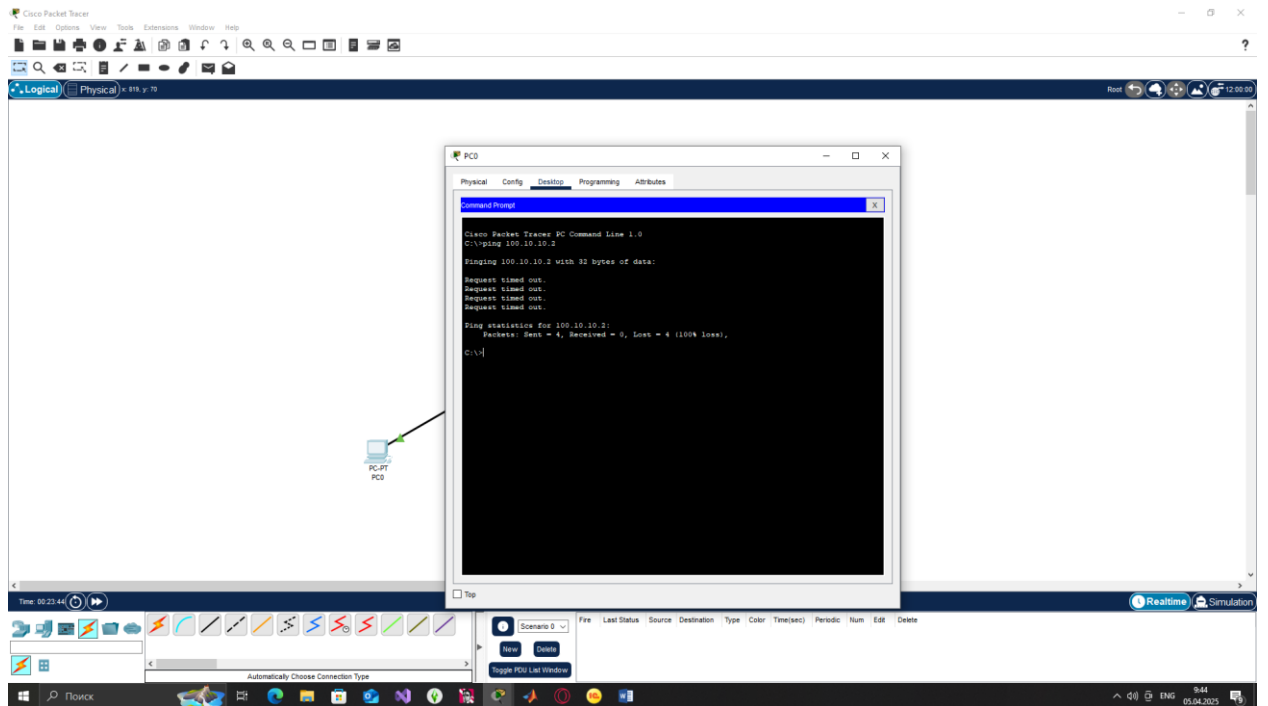 Cisco Packet Tracer
File Edit Options View Tools Extensions Window Help
?
Logical Physical x: 819, y: 70 Root 12:00:00
PC0
Physical Config Desktop Programming Attributes
Command Prompt X
Cisco Packet Tracer PC Command Line 1.0
C:\>ping 100.10.10.2
Pinging 100.10.10.2 with 32 bytes of data:
Request timed out.
Request timed out.
Request timed out.
Request timed out.
Ping statistics for 100.10.10.2:
Packets: Sent = 4, Received = 0, Lost = 4 (100% loss),
C:\>
PC-PT
PC0
Top
Time: 00:23:44 Realtime Simulation
Scenario 0 Fire Last Status Source Destination Type Color Time(sec) Periodic Num Edit Delete
New Delete
Toggle PDU List Window
Automatically Choose Connection Type
Поиск ENG 9:44
05.04.2025